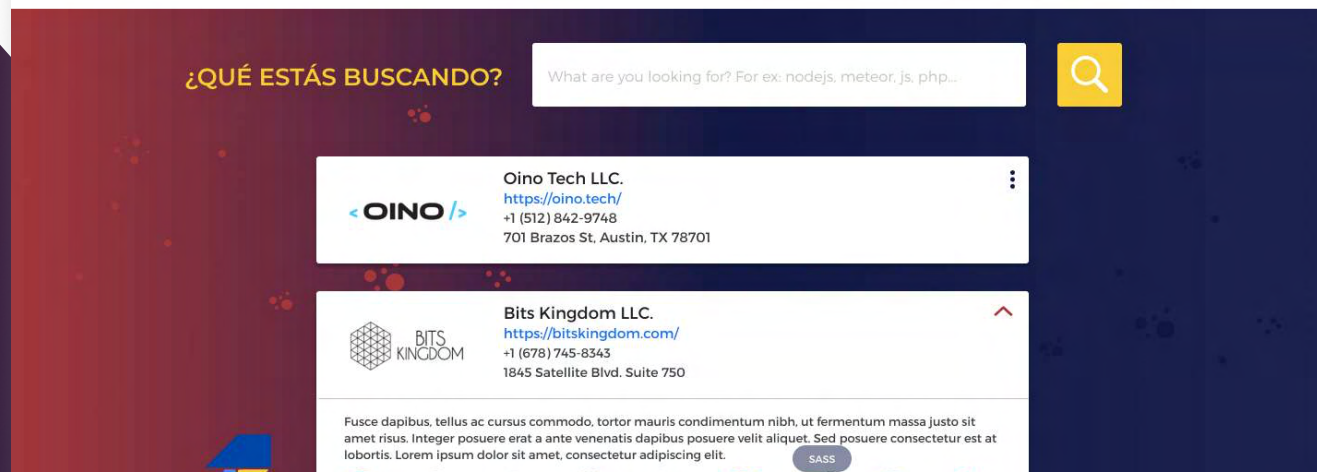 ¿QUÉ ESTÁS BUSCANDO?
What are you looking for? For ex: nodejs, meteor, js, php...
< OINO />
Oino Tech LLC.
https://oino.tech/
+1 (512) 842-9748
701 Brazos St, Austin, TX 78701
BITS
KINGDOM
Bits Kingdom LLC.
https://bitskingdom.com/
+1 (678) 745-8343
1845 Satellite Blvd. Suite 750
Fusce dapibus, tellus ac cursus commodo, tortor mauris condimentum nibh, ut fermentum massa justo sit
amet risus. Integer posuere erat a ante venenatis dapibus posuere velit aliquet. Sed posuere consectetur est at
lobortis. Lorem ipsum dolor sit amet, consectetur adipiscing elit.
SASS